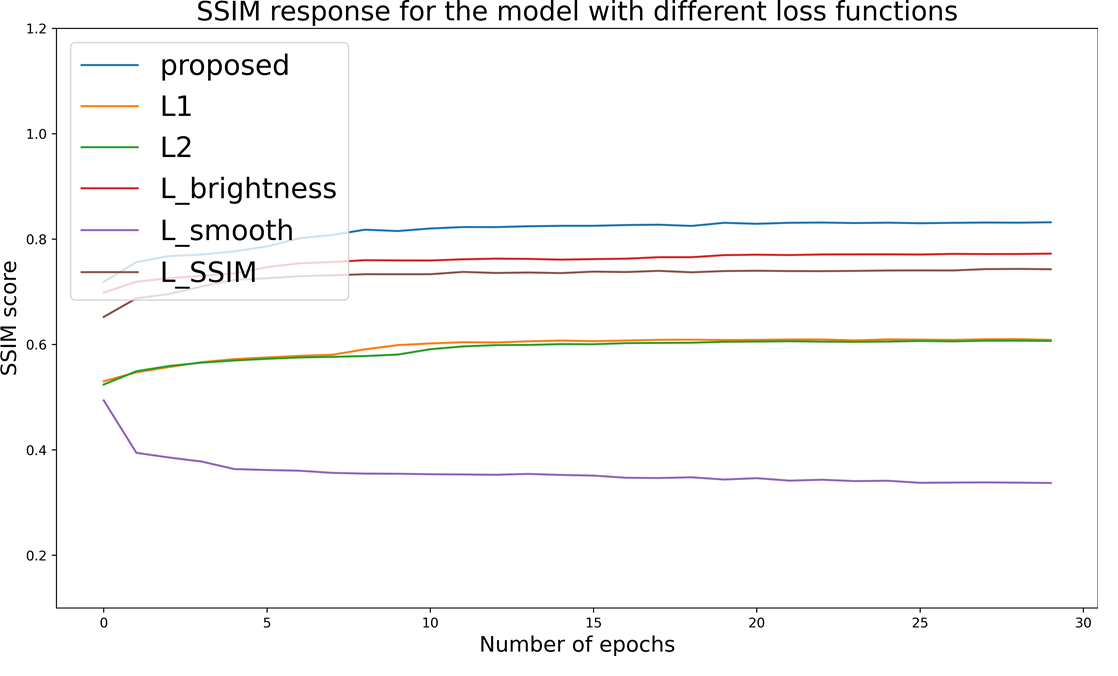 SSIM response for the model with different loss functions
1.2
1.0
0.8
0.6
0.4
0.2
SSIM score
proposed
L1
L2
L_brightness
L_smooth
L_SSIM
0 5 10 15 20 25 30
Number of epochs